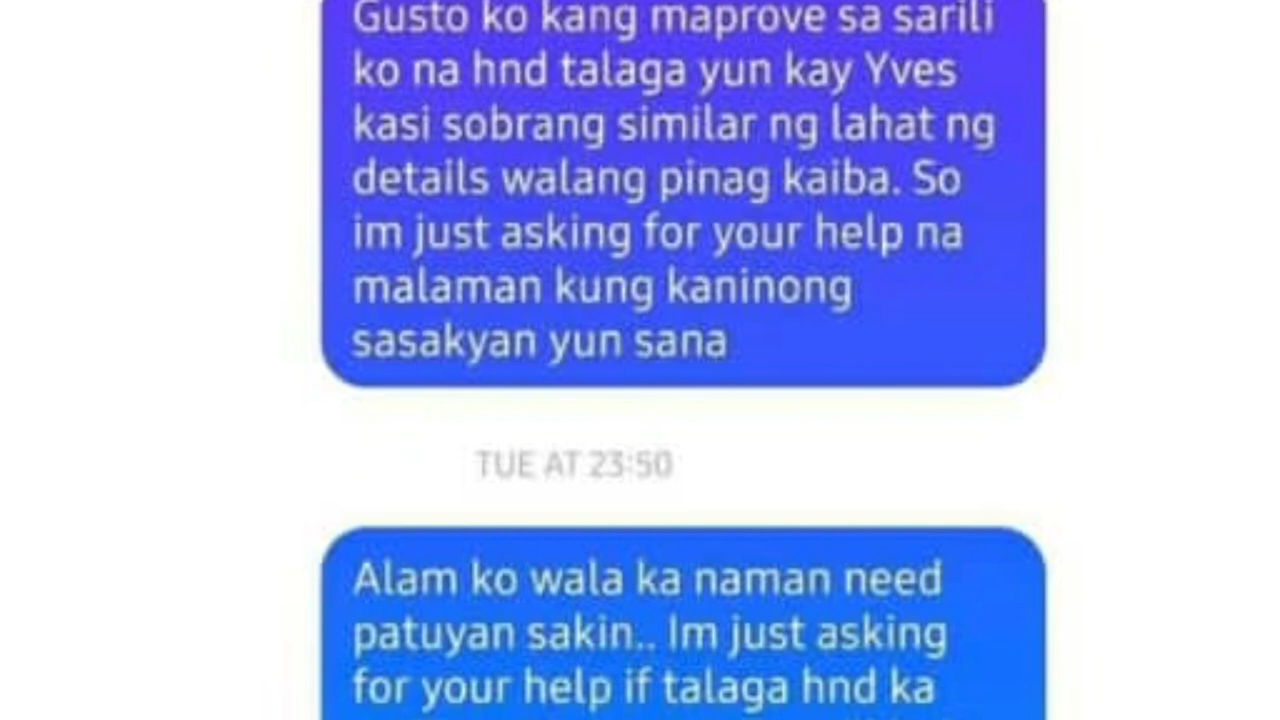 Gusto ko kang maprove sa sarili
ko na hnd talaga yun kay Yves
kasi sobrang similar ng lahat ng
details walang pinag kaiba. So
im just asking for your help na
malaman kung kaninong
sasakyan yun sana
TUE AT 23:50
Alam ko wala ka naman need
patuyan sakin.. Im just asking
for your help if talaga hnd ka